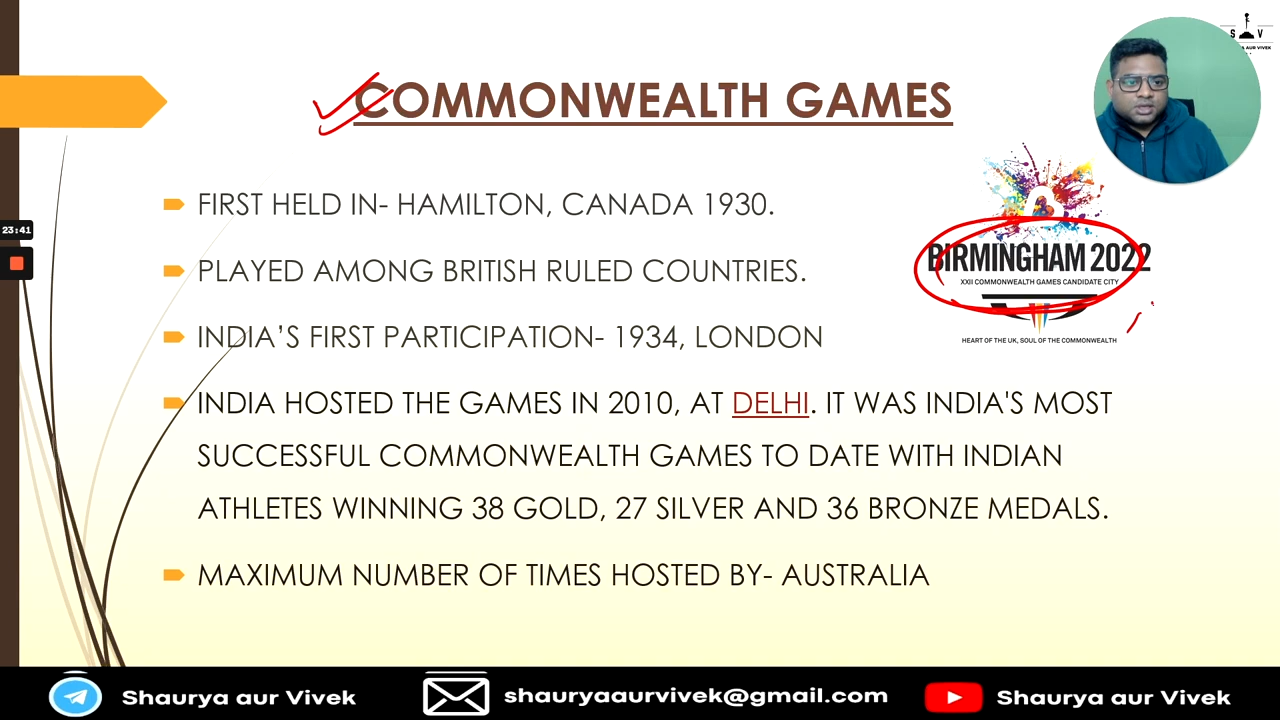 S V
AUR VIVEK
COMMONWEALTH GAMES
FIRST HELD IN- HAMILTON, CANADA 1930.
PLAYED AMONG BRITISH RULED COUNTRIES.
INDIA’S FIRST PARTICIPATION- 1934, LONDON
INDIA HOSTED THE GAMES IN 2010, AT DELHI. IT WAS INDIA'S MOST
SUCCESSFUL COMMONWEALTH GAMES TO DATE WITH INDIAN
ATHLETES WINNING 38 GOLD, 27 SILVER AND 36 BRONZE MEDALS.
MAXIMUM NUMBER OF TIMES HOSTED BY- AUSTRALIA
BIRMINGHAM 2022
XXII COMMONWEALTH GAMES CANDIDATE CITY
HEART OF THE UK, SOUL OF THE COMMONWEALTH
23:41
Shaurya aur Vivek
shauryaaurvivek@gmail.com
Shaurya aur Vivek